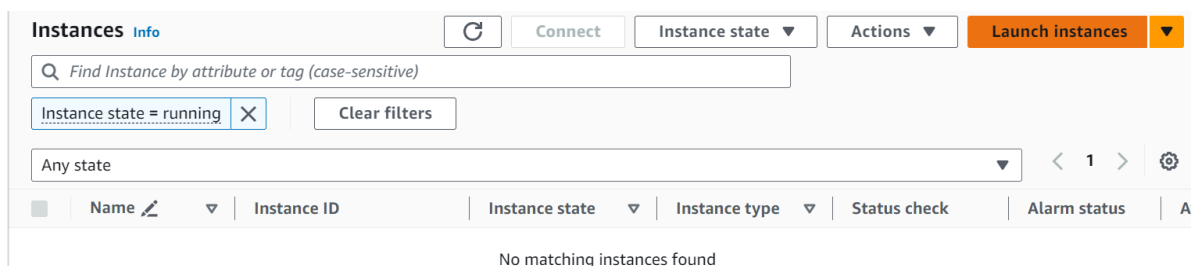 Instances Info Connect Instance state Actions Launch instances
Find Instance by attribute or tag (case-sensitive)
Instance state = running Clear filters
Any state 1
Name Instance ID Instance state Instance type Status check Alarm status
No matching instances found